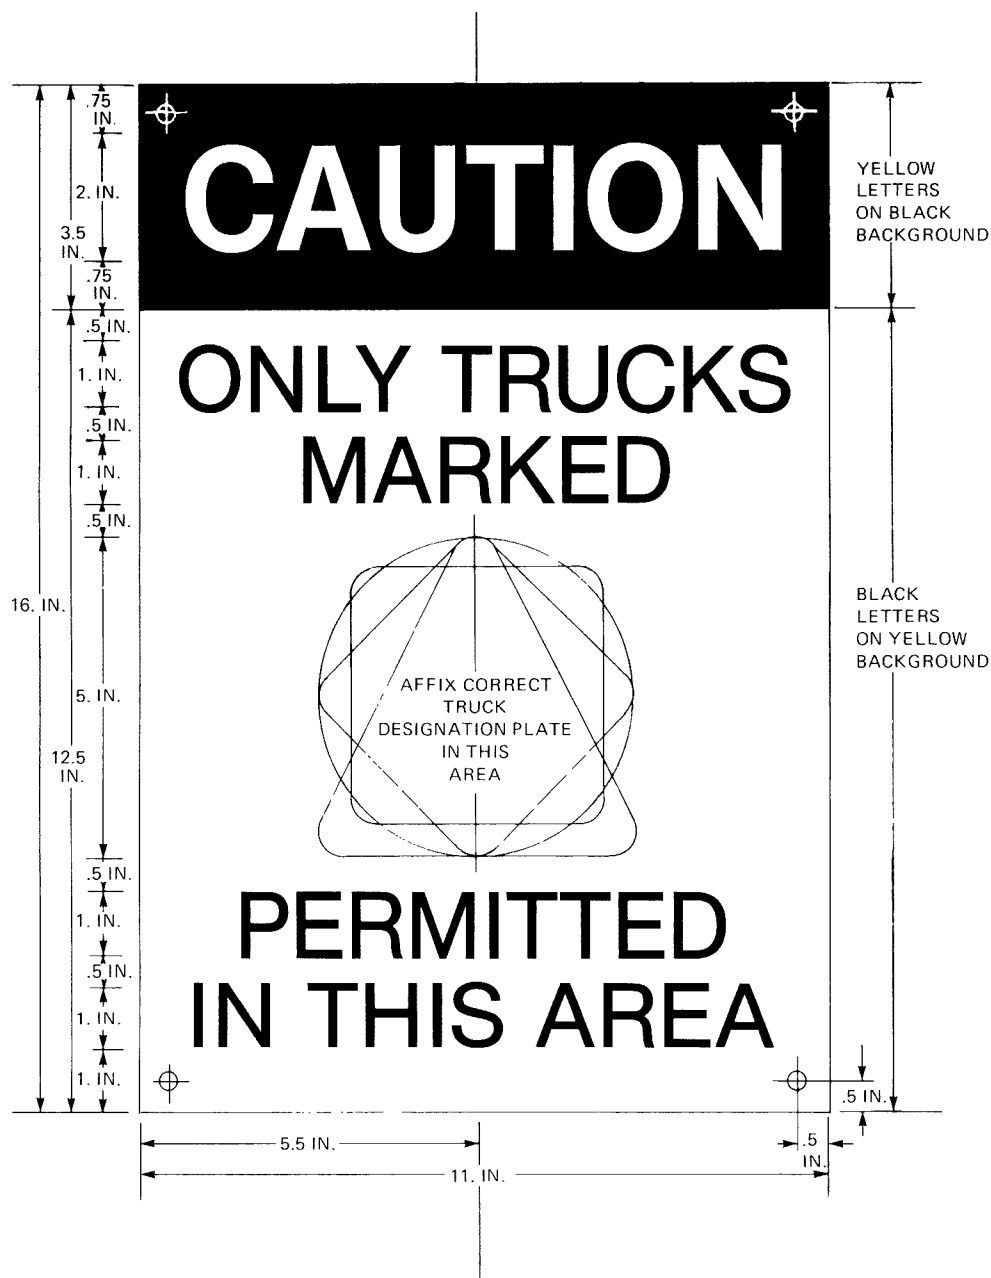 .75
IN.
2. IN.
3.5
IN.
.75
IN.
CAUTION
YELLOW
LETTERS
ON BLACK
BACKGROUND
.5 IN.
1. IN.
.5 IN.
1. IN.
.5 IN.
ONLY TRUCKS
MARKED
16. IN.
5. IN.
12.5
IN.
AFFIX CORRECT
TRUCK
DESIGNATION PLATE
IN THIS
AREA
BLACK
LETTERS
ON YELLOW
BACKGROUND
.5 IN.
1. IN.
.5 IN.
1. IN.
1. IN.
PERMITTED
IN THIS AREA
.5 IN.
5.5 IN.
.5
IN.
11. IN.